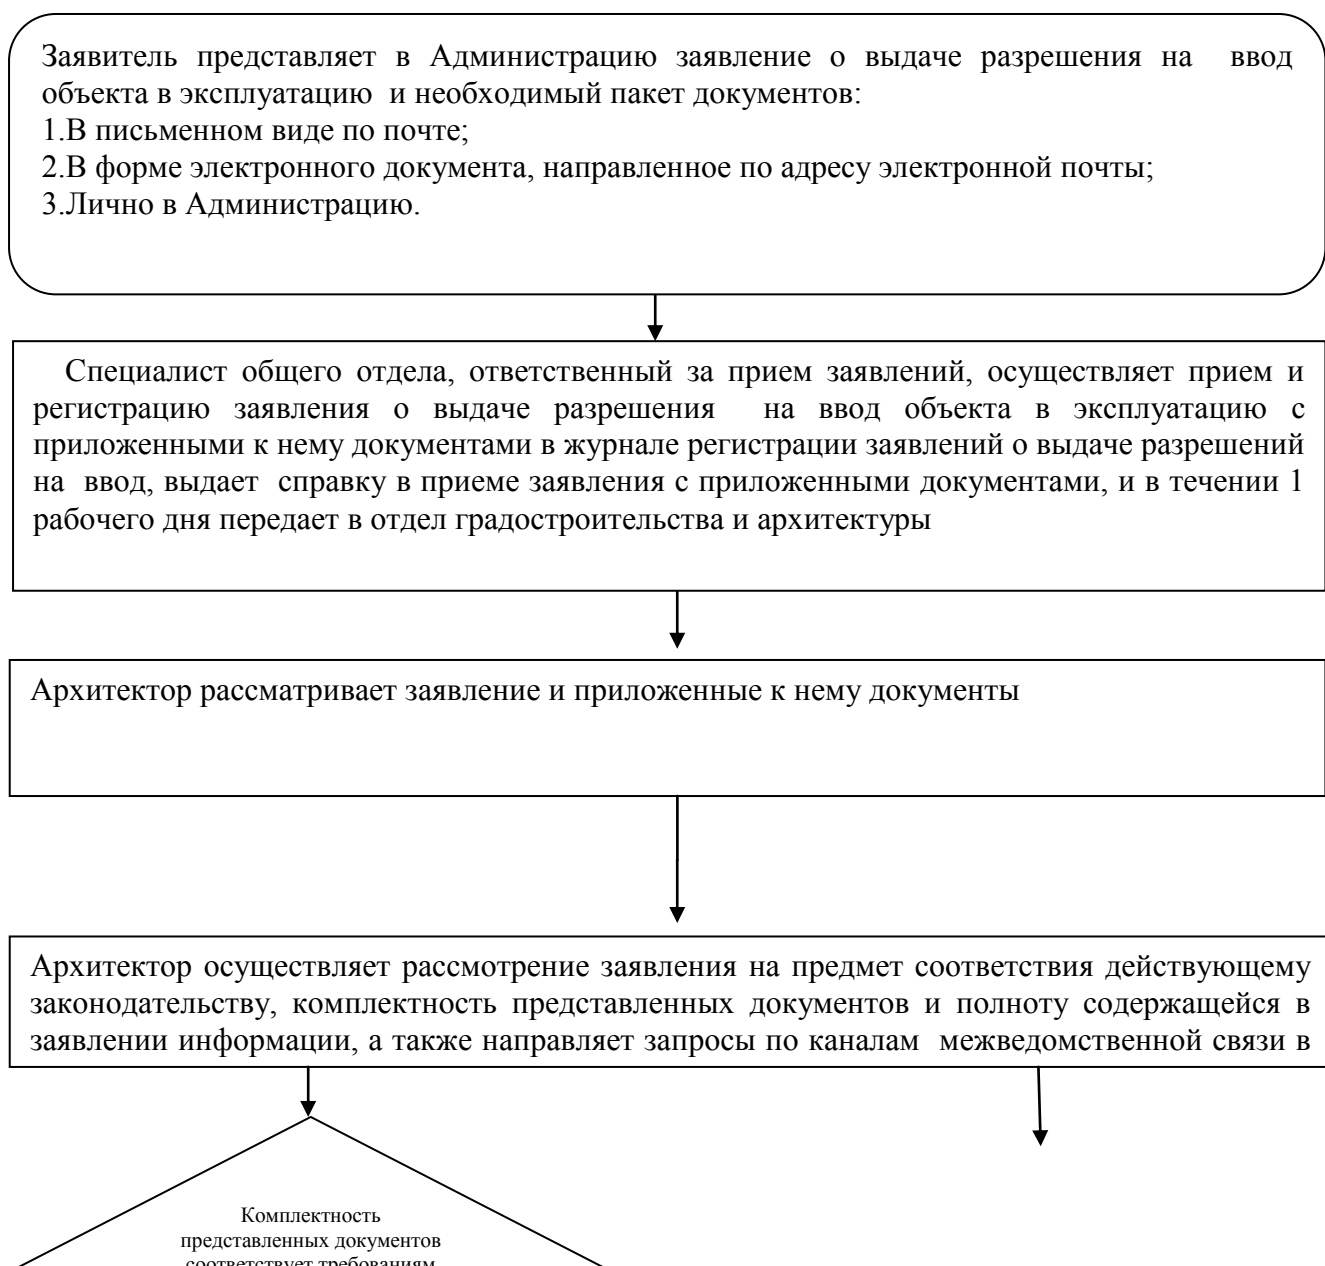 Заявитель представляет в Администрацию заявление о выдаче разрешения на ввод
объекта в эксплуатацию и необходимый пакет документов:
1.В письменном виде по почте;
2.В форме электронного документа, направленное по адресу электронной почты;
3.Лично в Администрацию.
Специалист общего отдела, ответственный за прием заявлений, осуществляет прием и
регистрацию заявления о выдаче разрешения на ввод объекта в эксплуатацию с
приложенными к нему документами в журнале регистрации заявлений о выдаче разрешений
на ввод, выдает справку в приеме заявления с приложенными документами, и в течении 1
рабочего дня передает в отдел градостроительства и архитектуры
Архитектор рассматривает заявление и приложенные к нему документы
Архитектор осуществляет рассмотрение заявления на предмет соответствия действующему
законодательству, комплектность представленных документов и полноту содержащейся в
заявлении информации, а также направляет запросы по каналам межведомственной связи в
Комплектность
представленных документов
соответствует требованиям